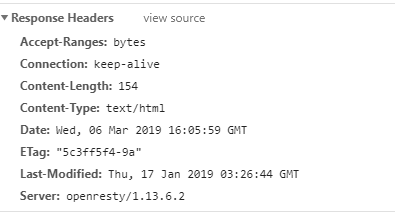 Response Headers view source
Accept-Ranges: bytes
Connection: keep-alive
Content-Length: 154
Content-Type: text/html
Date: Wed, 06 Mar 2019 16:05:59 GMT
ETag: "5c3ff5f4-9a"
Last-Modified: Thu, 17 Jan 2019 03:26:44 GMT
Server: openresty/1.13.6.2